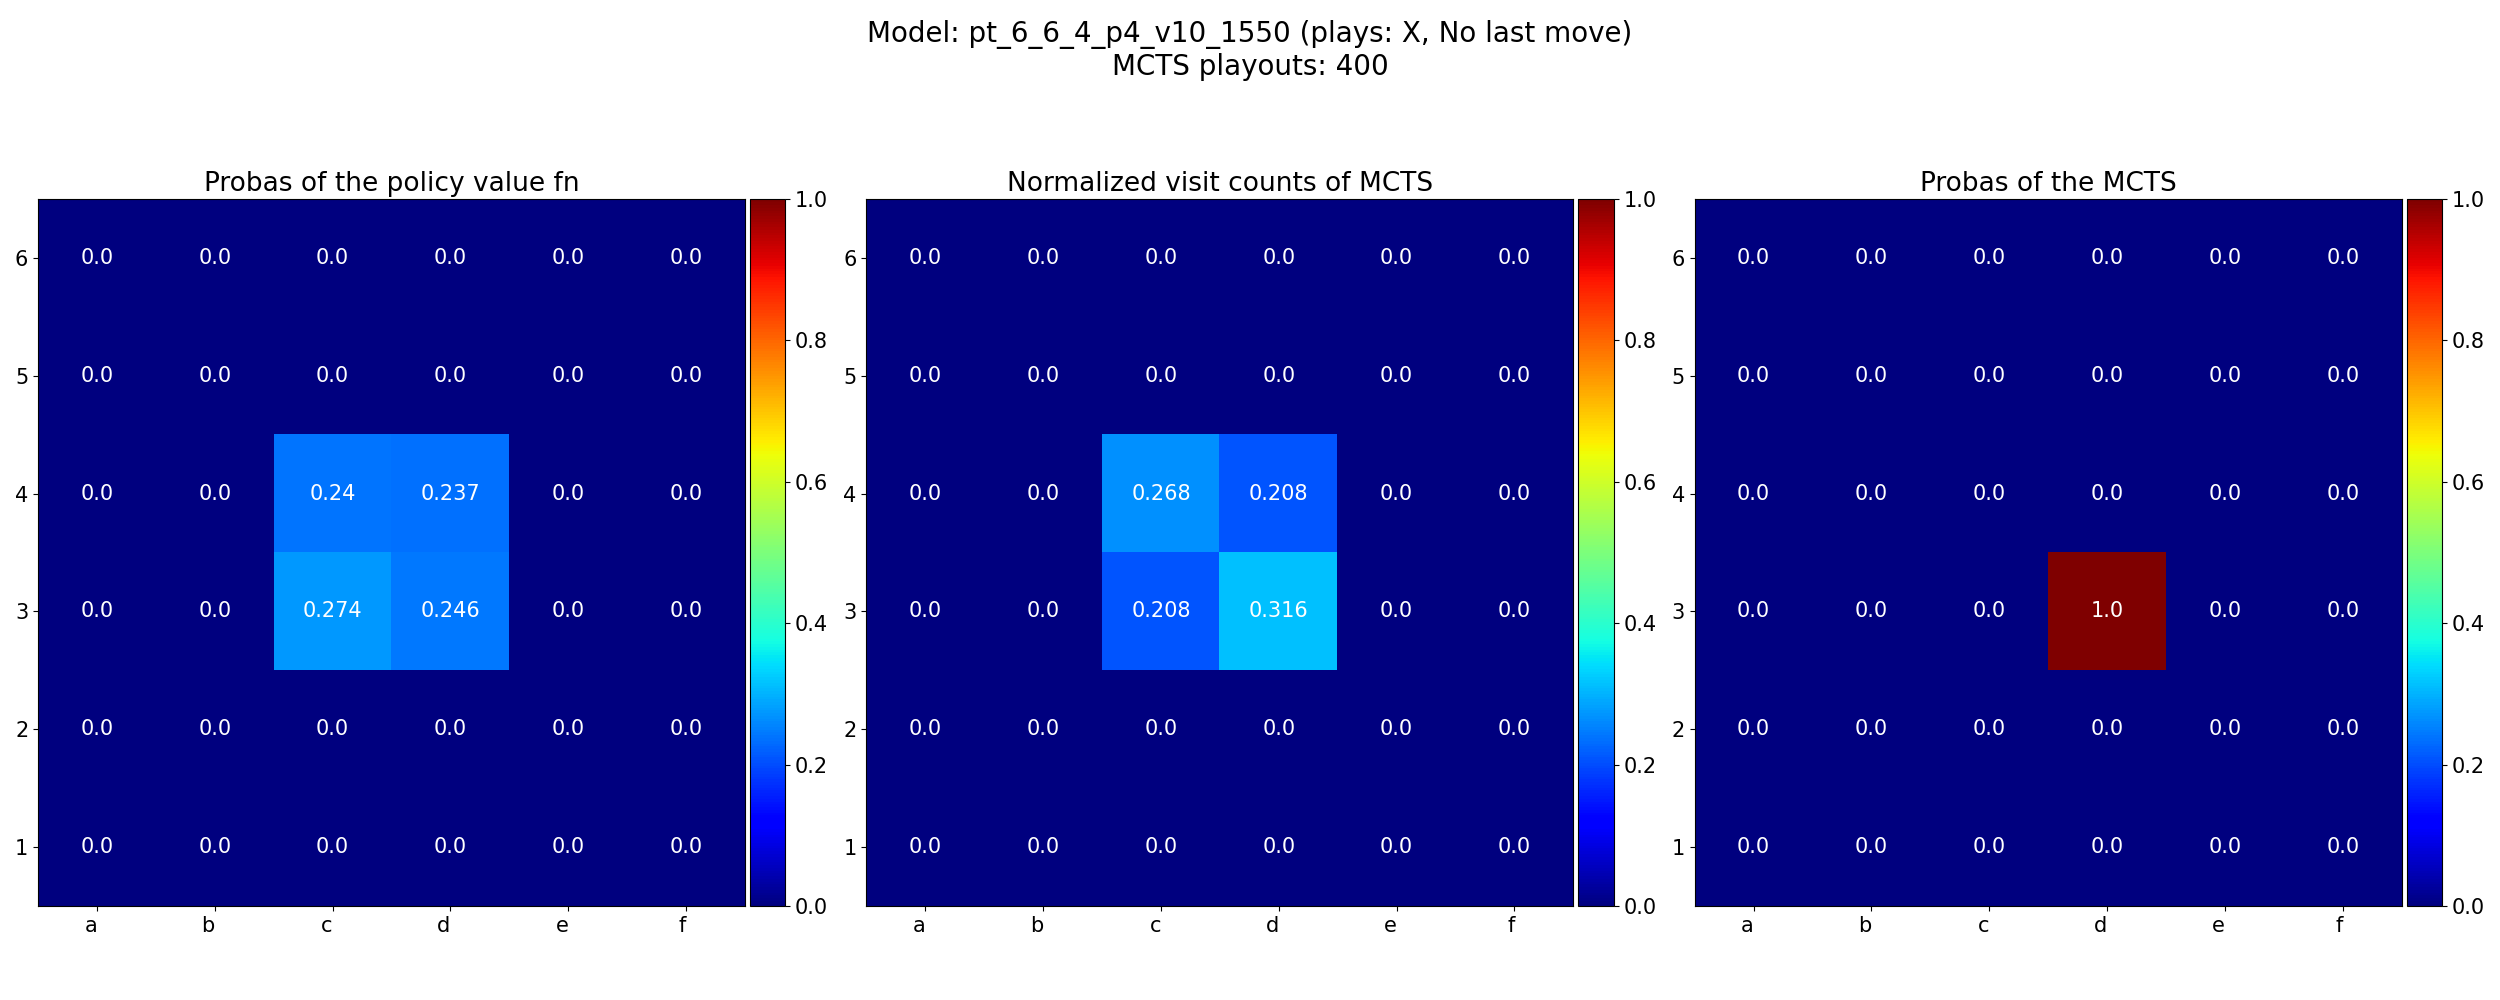 Model: pt_6_6_4_p4_v10_1550 (plays: X, No last move)
MCTS playouts: 400
Probas of the policy value fn
6 0.0 0.0 0.0 0.0 0.0 0.0
5 0.0 0.0 0.0 0.0 0.0 0.0
4 0.0 0.0 0.24 0.237 0.0 0.0
3 0.0 0.0 0.274 0.246 0.0 0.0
2 0.0 0.0 0.0 0.0 0.0 0.0
1 0.0 0.0 0.0 0.0 0.0 0.0
a b c d e f
1.0
0.8
0.6
0.4
0.2
0.0
Normalized visit counts of MCTS
6 0.0 0.0 0.0 0.0 0.0 0.0
5 0.0 0.0 0.0 0.0 0.0 0.0
4 0.0 0.0 0.268 0.208 0.0 0.0
3 0.0 0.0 0.208 0.316 0.0 0.0
2 0.0 0.0 0.0 0.0 0.0 0.0
1 0.0 0.0 0.0 0.0 0.0 0.0
a b c d e f
1.0
0.8
0.6
0.4
0.2
0.0
Probas of the MCTS
6 0.0 0.0 0.0 0.0 0.0 0.0
5 0.0 0.0 0.0 0.0 0.0 0.0
4 0.0 0.0 0.0 0.0 0.0 0.0
3 0.0 0.0 0.0 1.0 0.0 0.0
2 0.0 0.0 0.0 0.0 0.0 0.0
1 0.0 0.0 0.0 0.0 0.0 0.0
a b c d e f
1.0
0.8
0.6
0.4
0.2
0.0